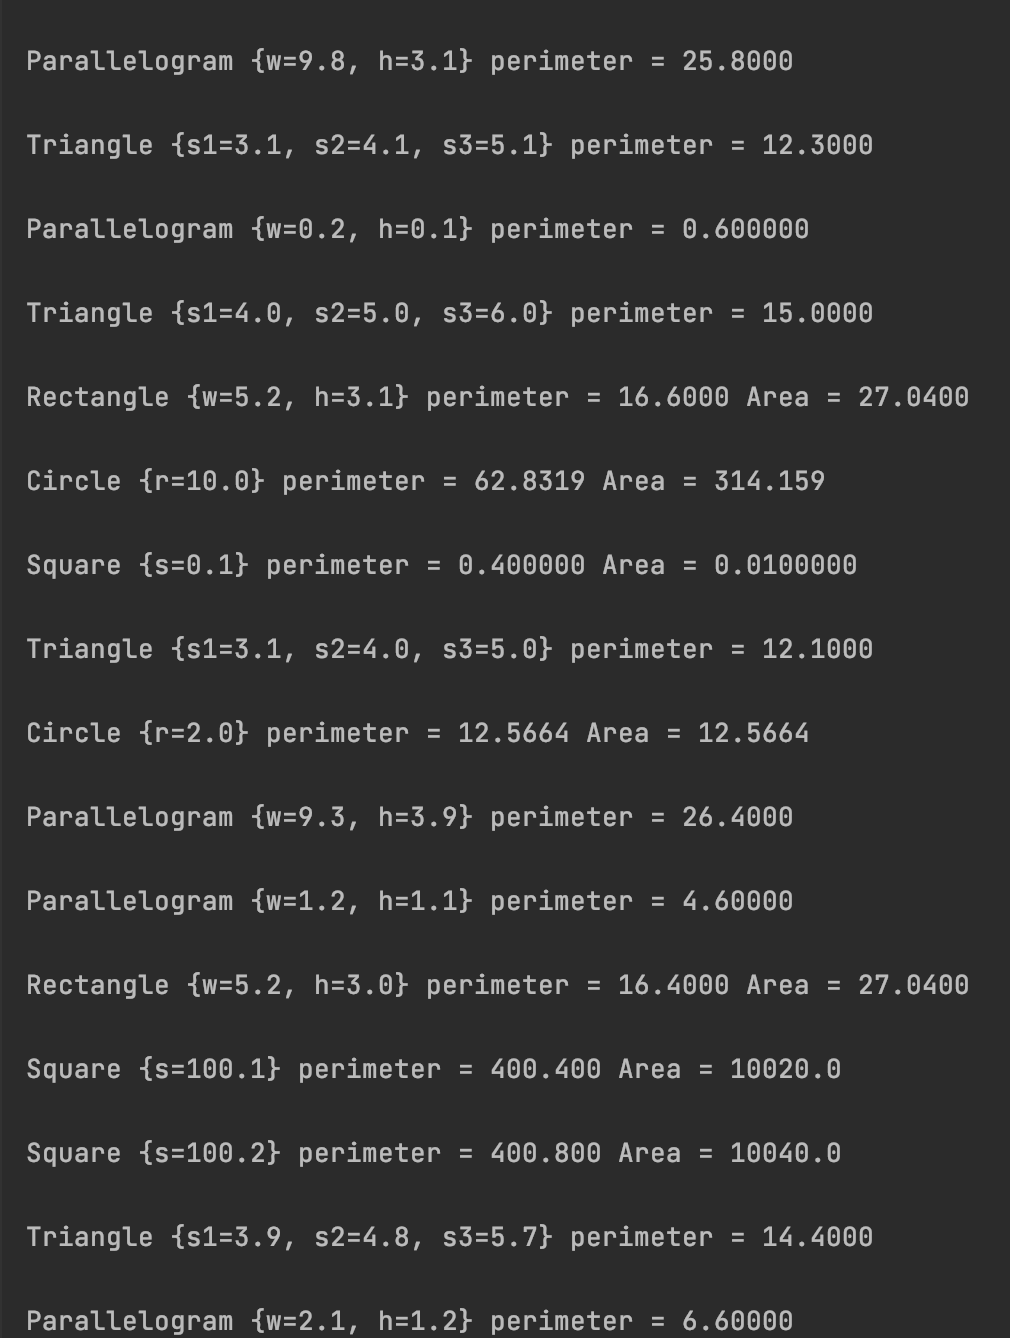 Parallelogram {w=9.8, h=3.1} perimeter = 25.8000
Triangle {s1=3.1, s2=4.1, s3=5.1} perimeter = 12.3000
Parallelogram {w=0.2, h=0.1} perimeter = 0.600000
Triangle {s1=4.0, s2=5.0, s3=6.0} perimeter = 15.0000
Rectangle {w=5.2, h=3.1} perimeter = 16.6000 Area = 27.0400
Circle {r=10.0} perimeter = 62.8319 Area = 314.159
Square {s=0.1} perimeter = 0.400000 Area = 0.0100000
Triangle {s1=3.1, s2=4.0, s3=5.0} perimeter = 12.1000
Circle {r=2.0} perimeter = 12.5664 Area = 12.5664
Parallelogram {w=9.3, h=3.9} perimeter = 26.4000
Parallelogram {w=1.2, h=1.1} perimeter = 4.60000
Rectangle {w=5.2, h=3.0} perimeter = 16.4000 Area = 27.0400
Square {s=100.1} perimeter = 400.400 Area = 10020.0
Square {s=100.2} perimeter = 400.800 Area = 10040.0
Triangle {s1=3.9, s2=4.8, s3=5.7} perimeter = 14.4000
Parallelogram {w=2.1, h=1.2} perimeter = 6.60000